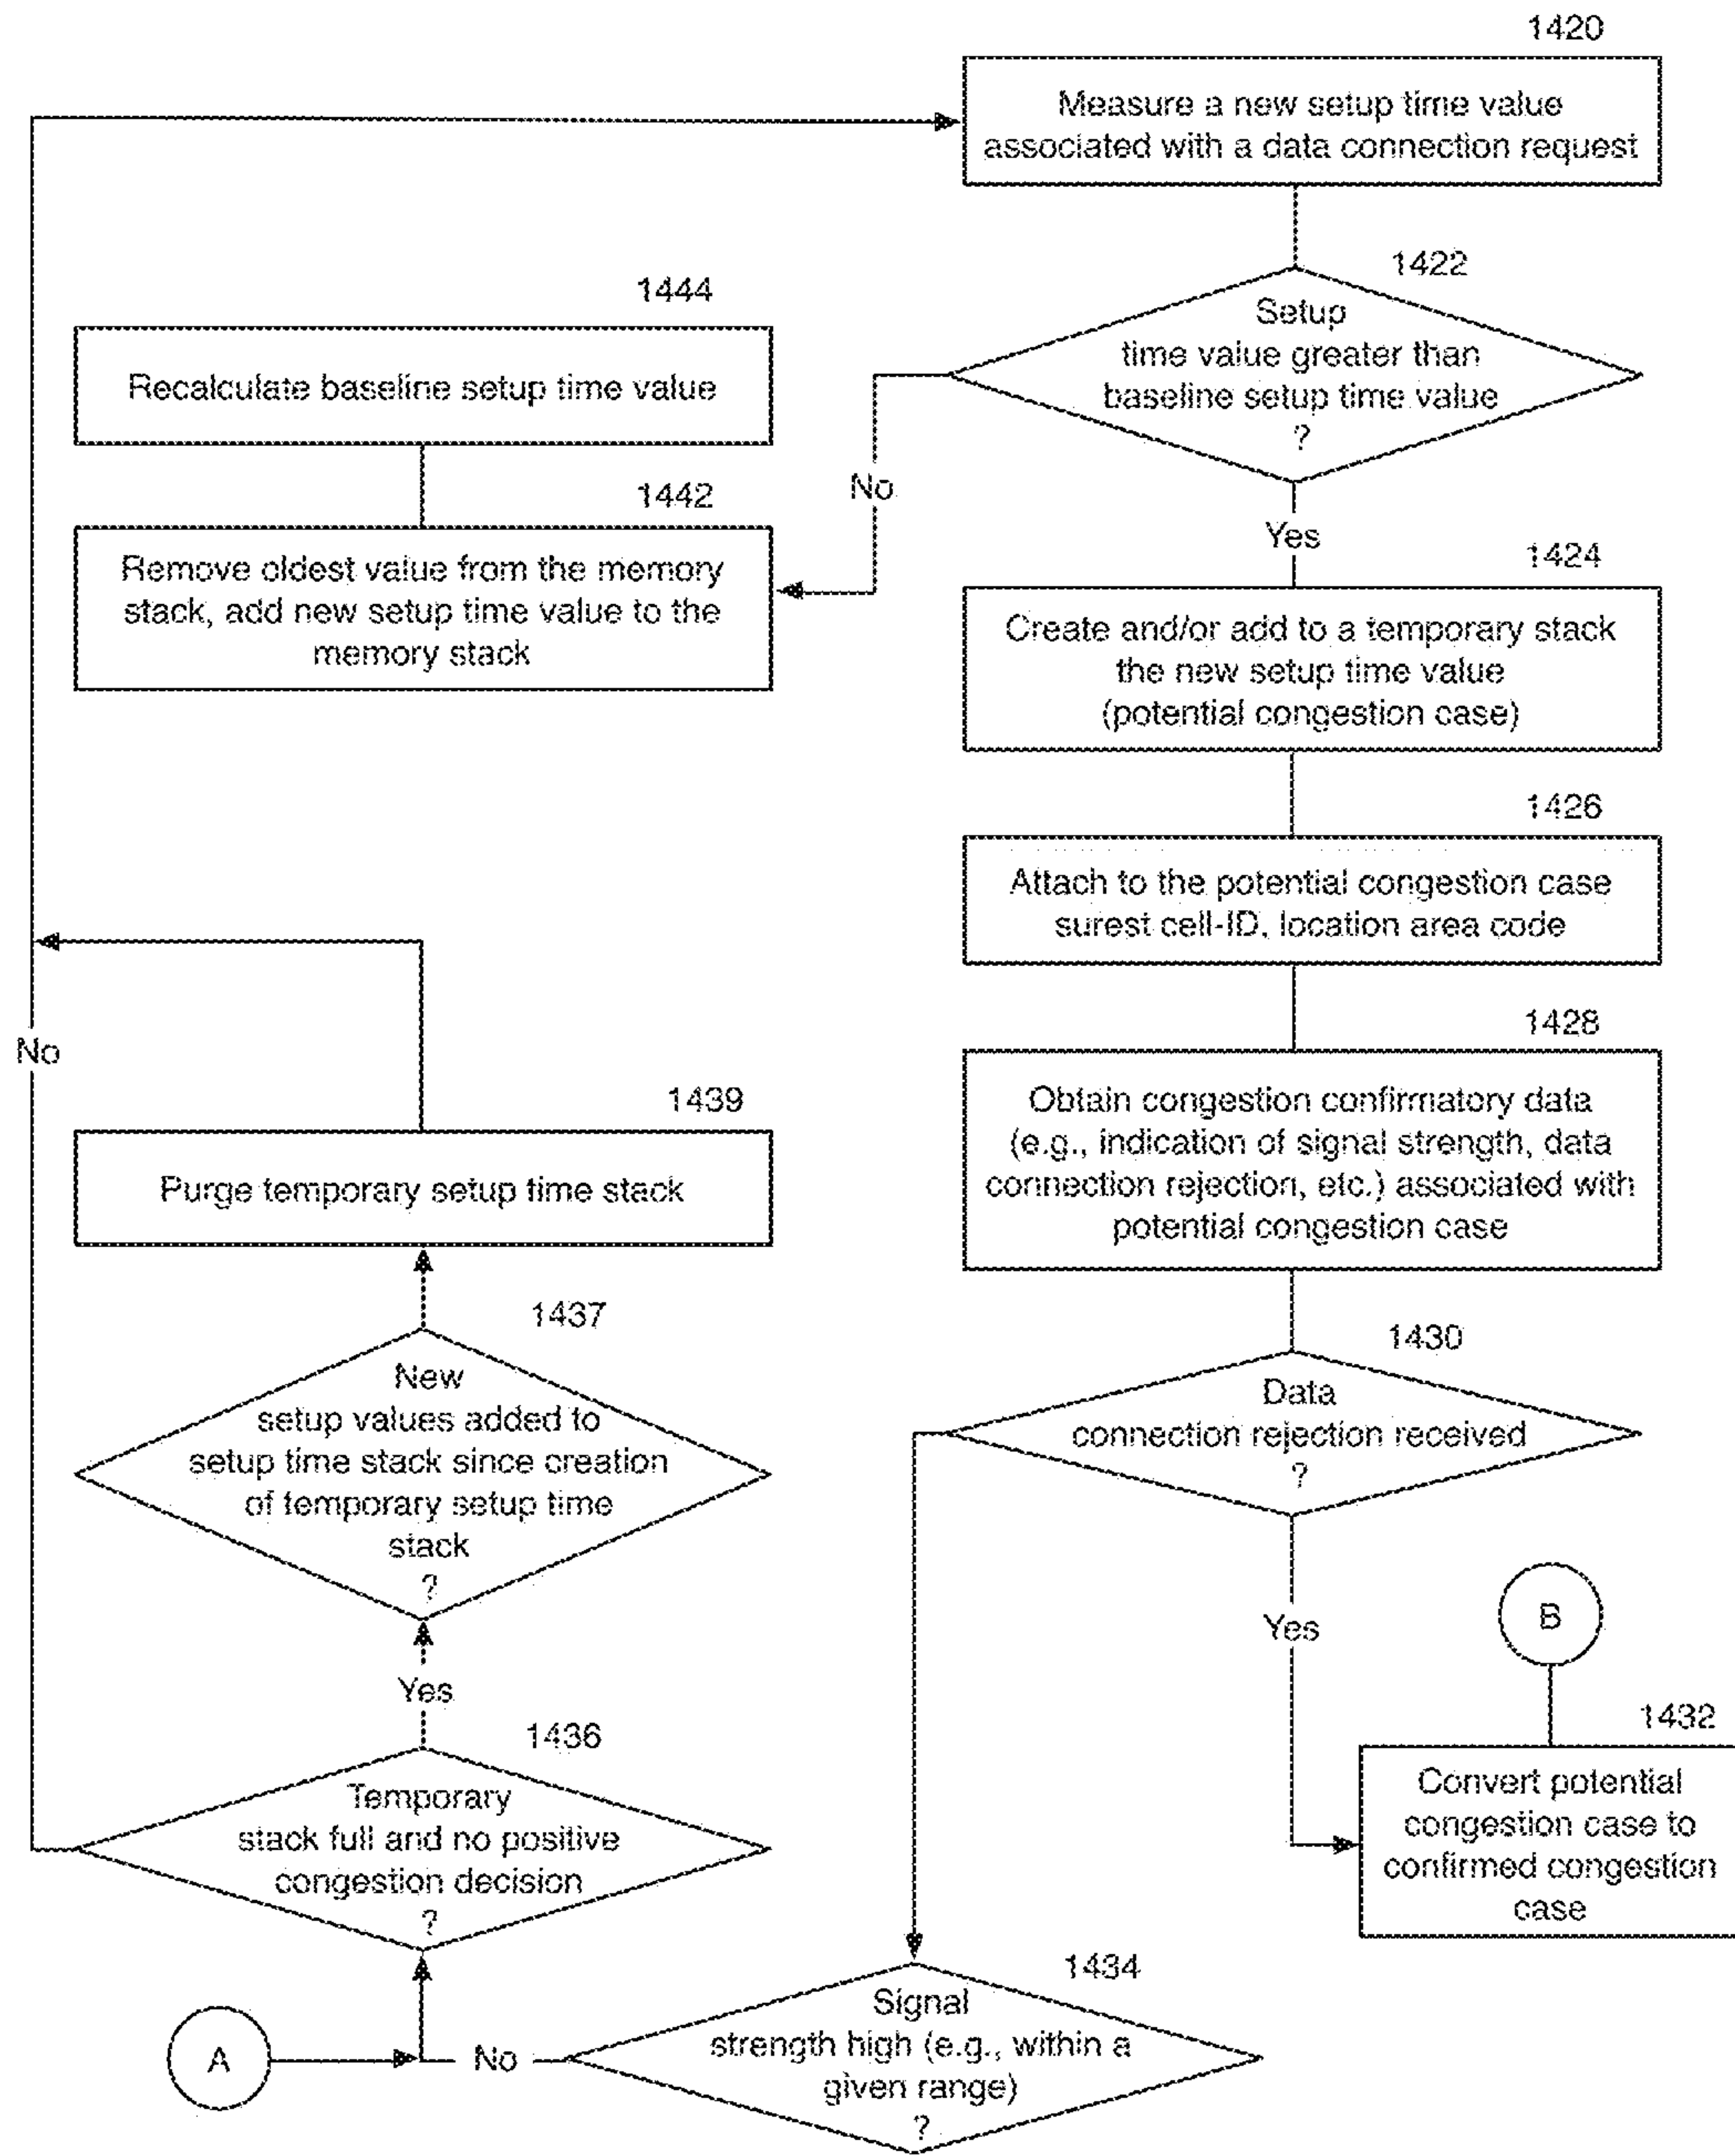 1420
Measure a new setup time value
associated with a data connection request
1422
Setup
time value greater than
baseline setup time value
?
No
Yes
1444
Recalculate baseline setup time value
1442
Remove oldest value from the memory
stack, add new setup time value to the
memory stack
1424
Create and/or add to a temporary stack
the new setup time value
(potential congestion case)
1426
Attach to the potential congestion case
surest cell-ID, location area code
1428
Obtain congestion confirmatory data
(e.g., indication of signal strength, data
connection rejection, etc.) associated with
potential congestion case
No
1439
Purge temporary setup time stack
1437
New
setup values added to
setup time stack since creation
of temporary setup time
stack
?
Yes
1430
Data
connection rejection received
?
Yes
B
1432
Convert potential
congestion case to
confirmed congestion
case
1436
Temporary
stack full and no positive
congestion decision
?
A
No
1434
Signal
strength high (e.g., within a
given range)
?